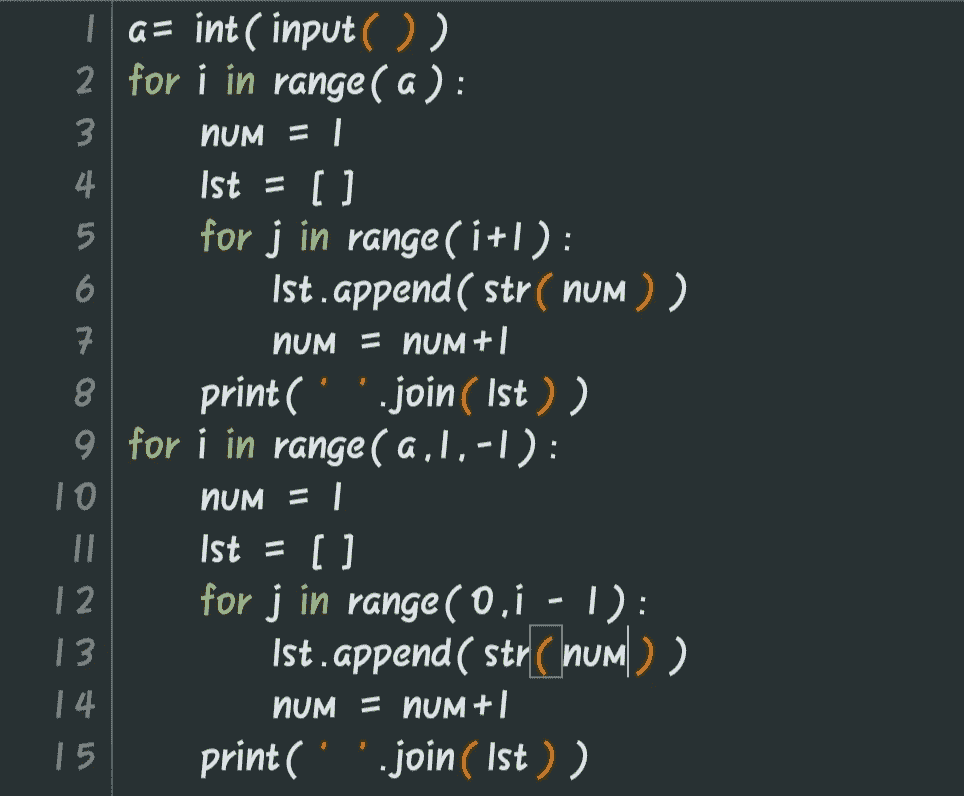 1 a= int(input( ))
2 for i in range(a):
3     num = 1
4     lst = []
5     for j in range(i+1):
6         lst.append(str(num))
7         num = num+1
8     print(' '.join(lst))
9 for i in range(a,1,-1):
10     num = 1
11     lst = []
12     for j in range(0,i - 1):
13         lst.append(str(num))
14         num = num+1
15     print(' '.join(lst))